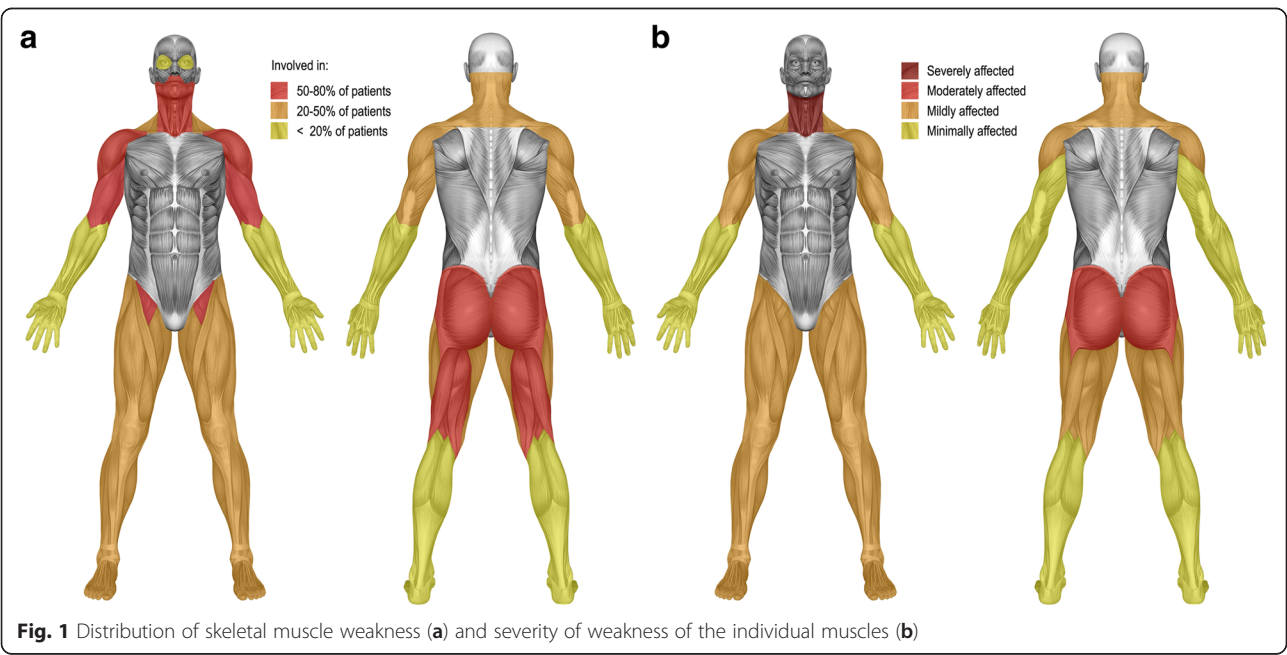 a
Involved in:
50-80% of patients
20-50% of patients
< 20% of patients
b
Severely affected
Moderately affected
Mildly affected
Minimally affected
Fig. 1 Distribution of skeletal muscle weakness (a) and severity of weakness of the individual muscles (b)